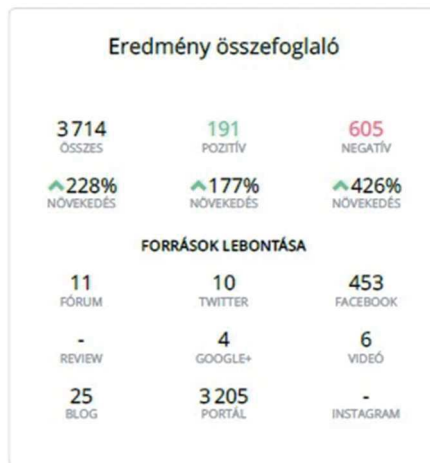 Eredmény összefoglaló
3 714 191 605
ÖSSZES POZITÍV NEGATÍV
228% 177% 426%
NÖVEKEDÉS NÖVEKEDÉS NÖVEKEDÉS
FORRÁSOK LEBONTÁSA
11 10 453
FÓRUM TWITTER FACEBOOK
- 4 6
REVIEW GOOGLE+ VIDEÓ
25 3 205 -
BLOG PORTÁL INSTAGRAM